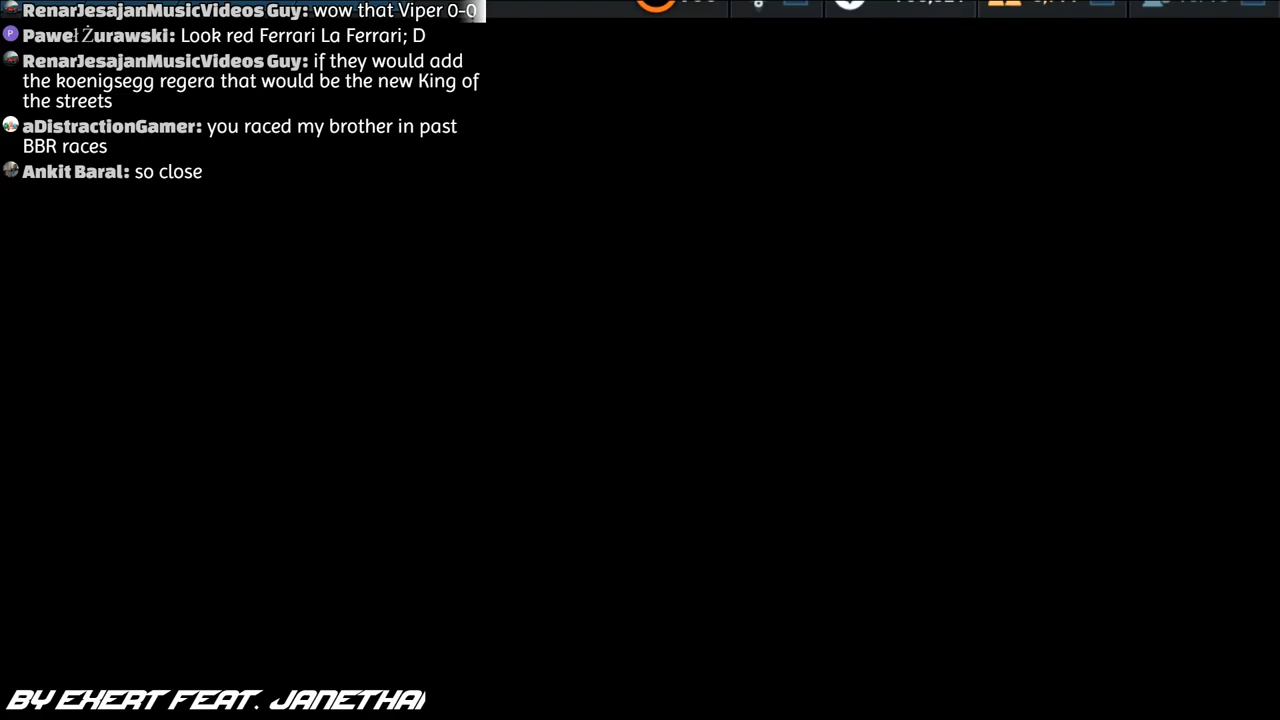 RenarJesajanMusicVideos Guy: wow that Viper 0-0
Paweł Żurawski: Look red Ferrari La Ferrari; D
RenarJesajanMusicVideos Guy: if they would add
the koenigsegg regera that would be the new King of
the streets
aDistractionGamer: you raced my brother in past
BBR races
Ankit Baral: so close
BY EXERT FEAT.